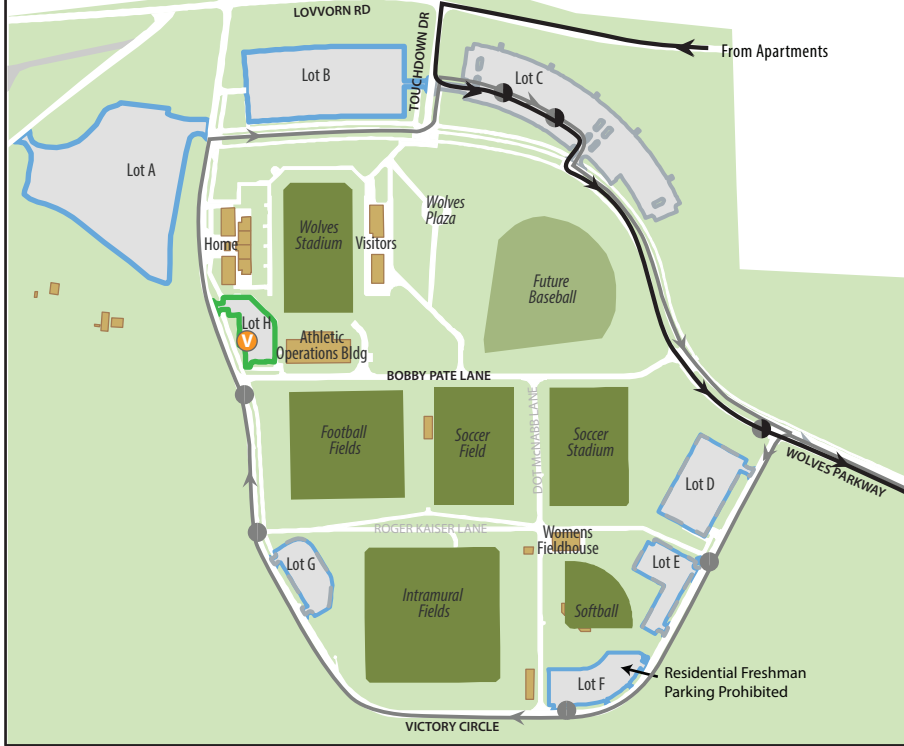 LOVVORN RD
TOUCHDOWN DR
From Apartments
Lot B
Lot C
Lot A
Wolves
Plaza
Wolves
Stadium
Home
Visitors
Future
Baseball
Lot H
V
Athletic
Operations Bldg
BOBBY PATE LANE
DOT McNABB LANE
Football
Fields
Soccer
Field
Soccer
Stadium
WOLVES PARKWAY
Lot D
ROGER KAISER LANE
Womens
Fieldhouse
Lot G
Lot E
Intramural
Fields
Softball
Lot F
Residential Freshman
Parking Prohibited
VICTORY CIRCLE